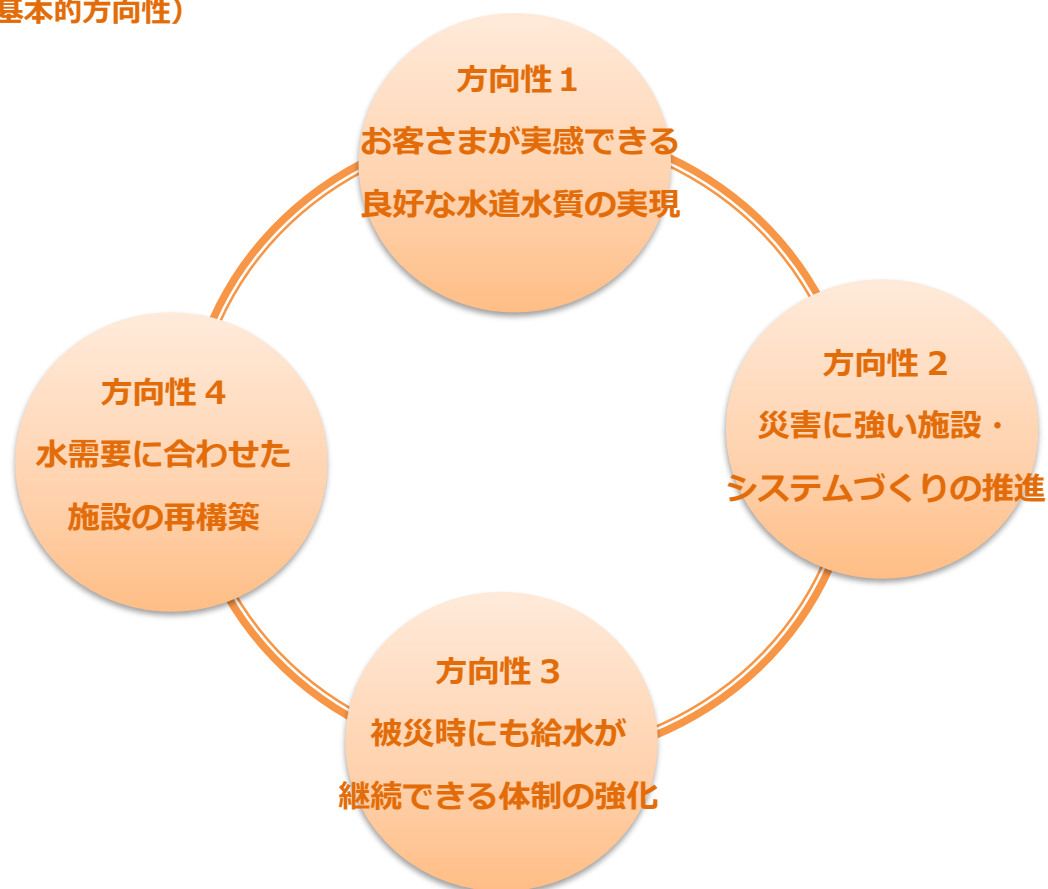 基本的方向性）
方向性１
お客さまが実感できる
良好な水道水質の実現
方向性２
災害に強い施設・
システムづくりの推進
方向性３
被災時にも給水が
継続できる体制の強化
方向性４
水需要に合わせた
施設の再構築